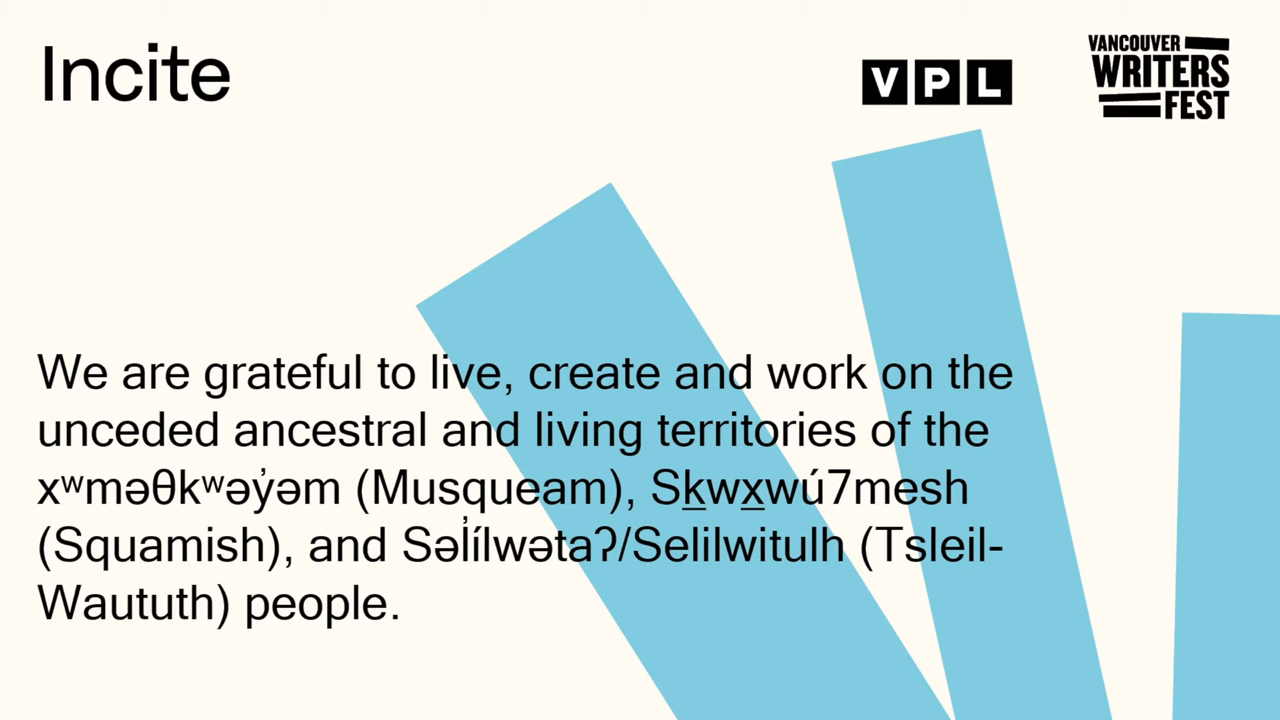 Incite
VPL
VANCOUVER
WRITERS
FEST
We are grateful to live, create and work on the
unceded ancestral and living territories of the
xʷməθkʷəy̓əm (Musqueam), Sḵwx̱wú7mesh
(Squamish), and Səl̓ílwətaʔ/Selilwitulh (Tsleil-
Waututh) people.